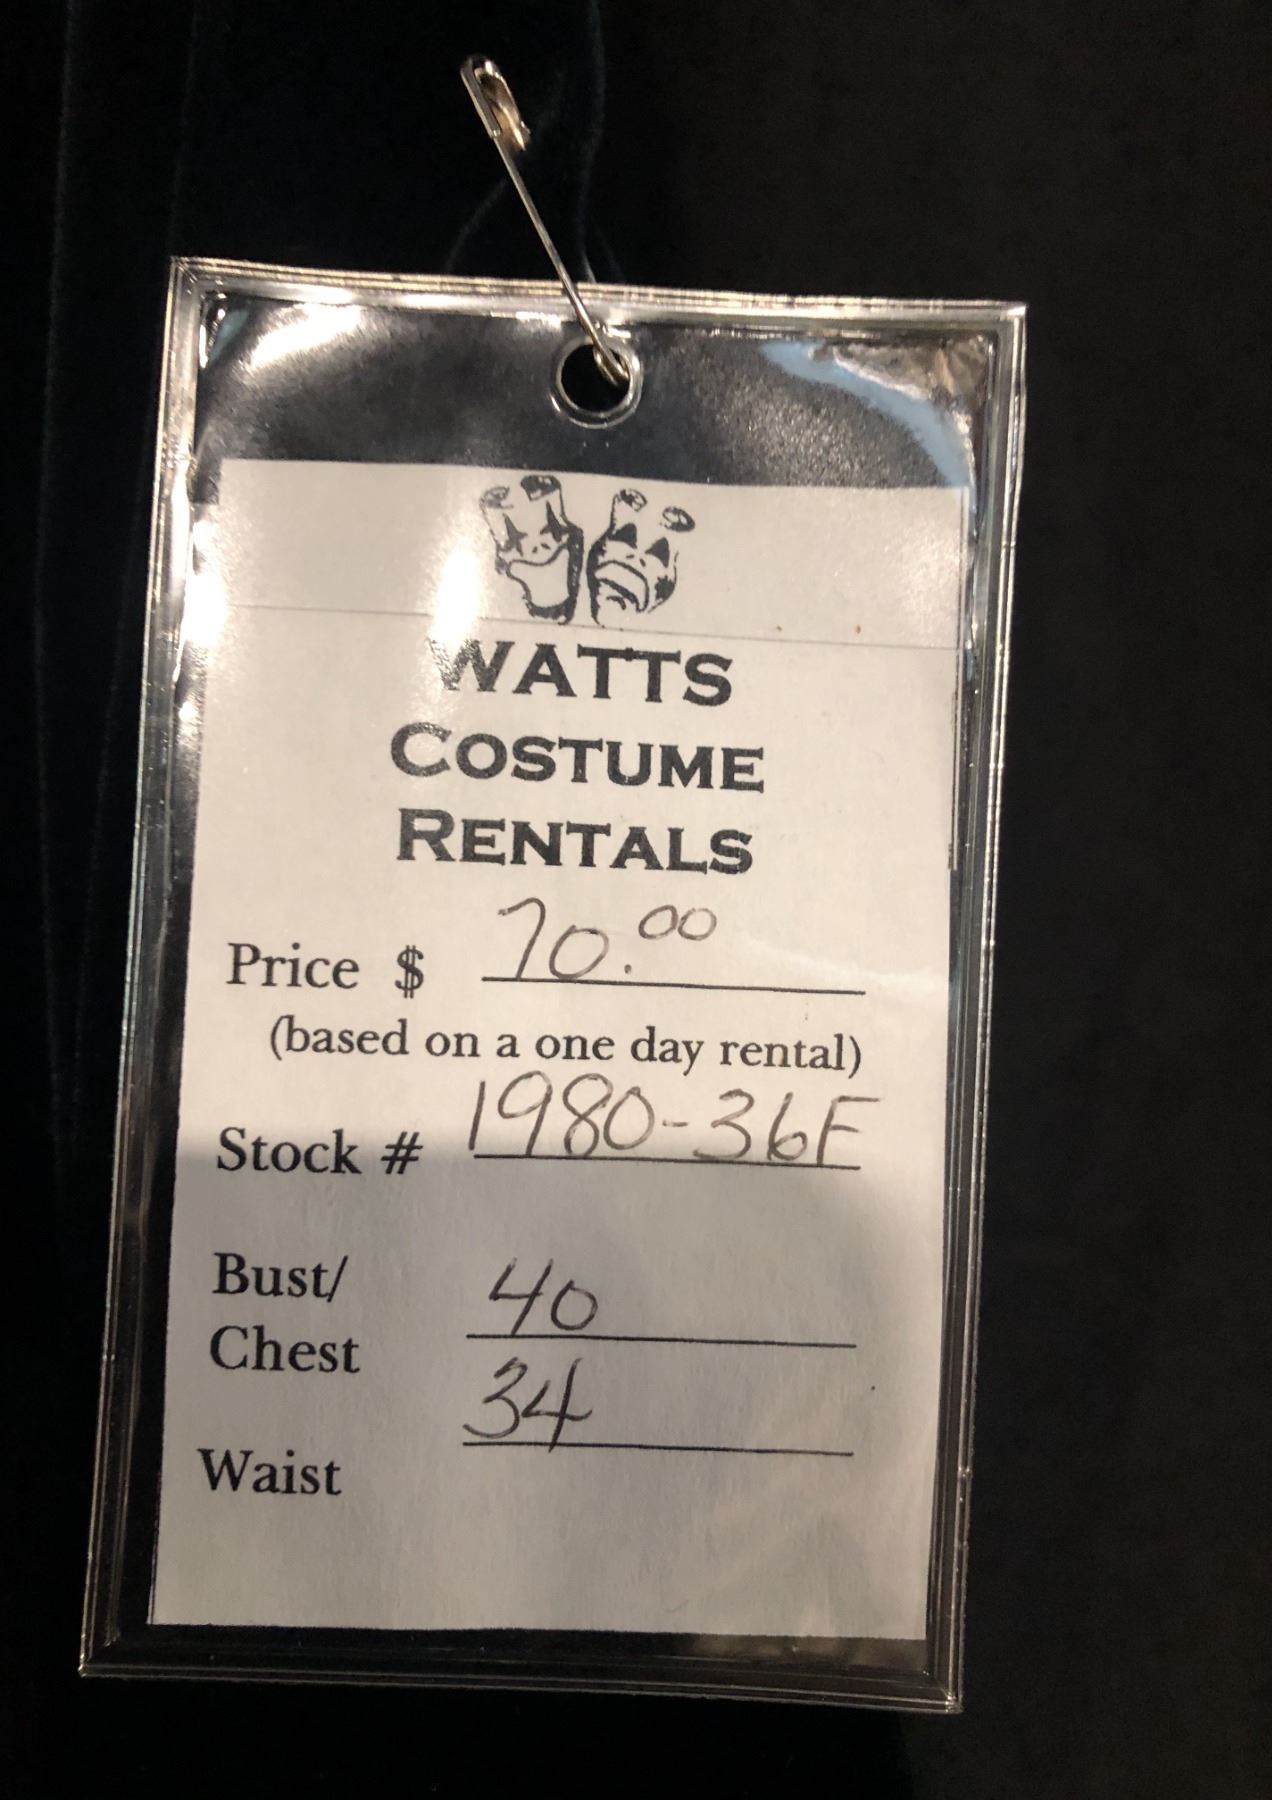 WATTS
COSTUME
RENTALS
Price $ 70.00
(based on a one day rental)
Stock # 1980-36F
Bust/
Chest 40
34
Waist